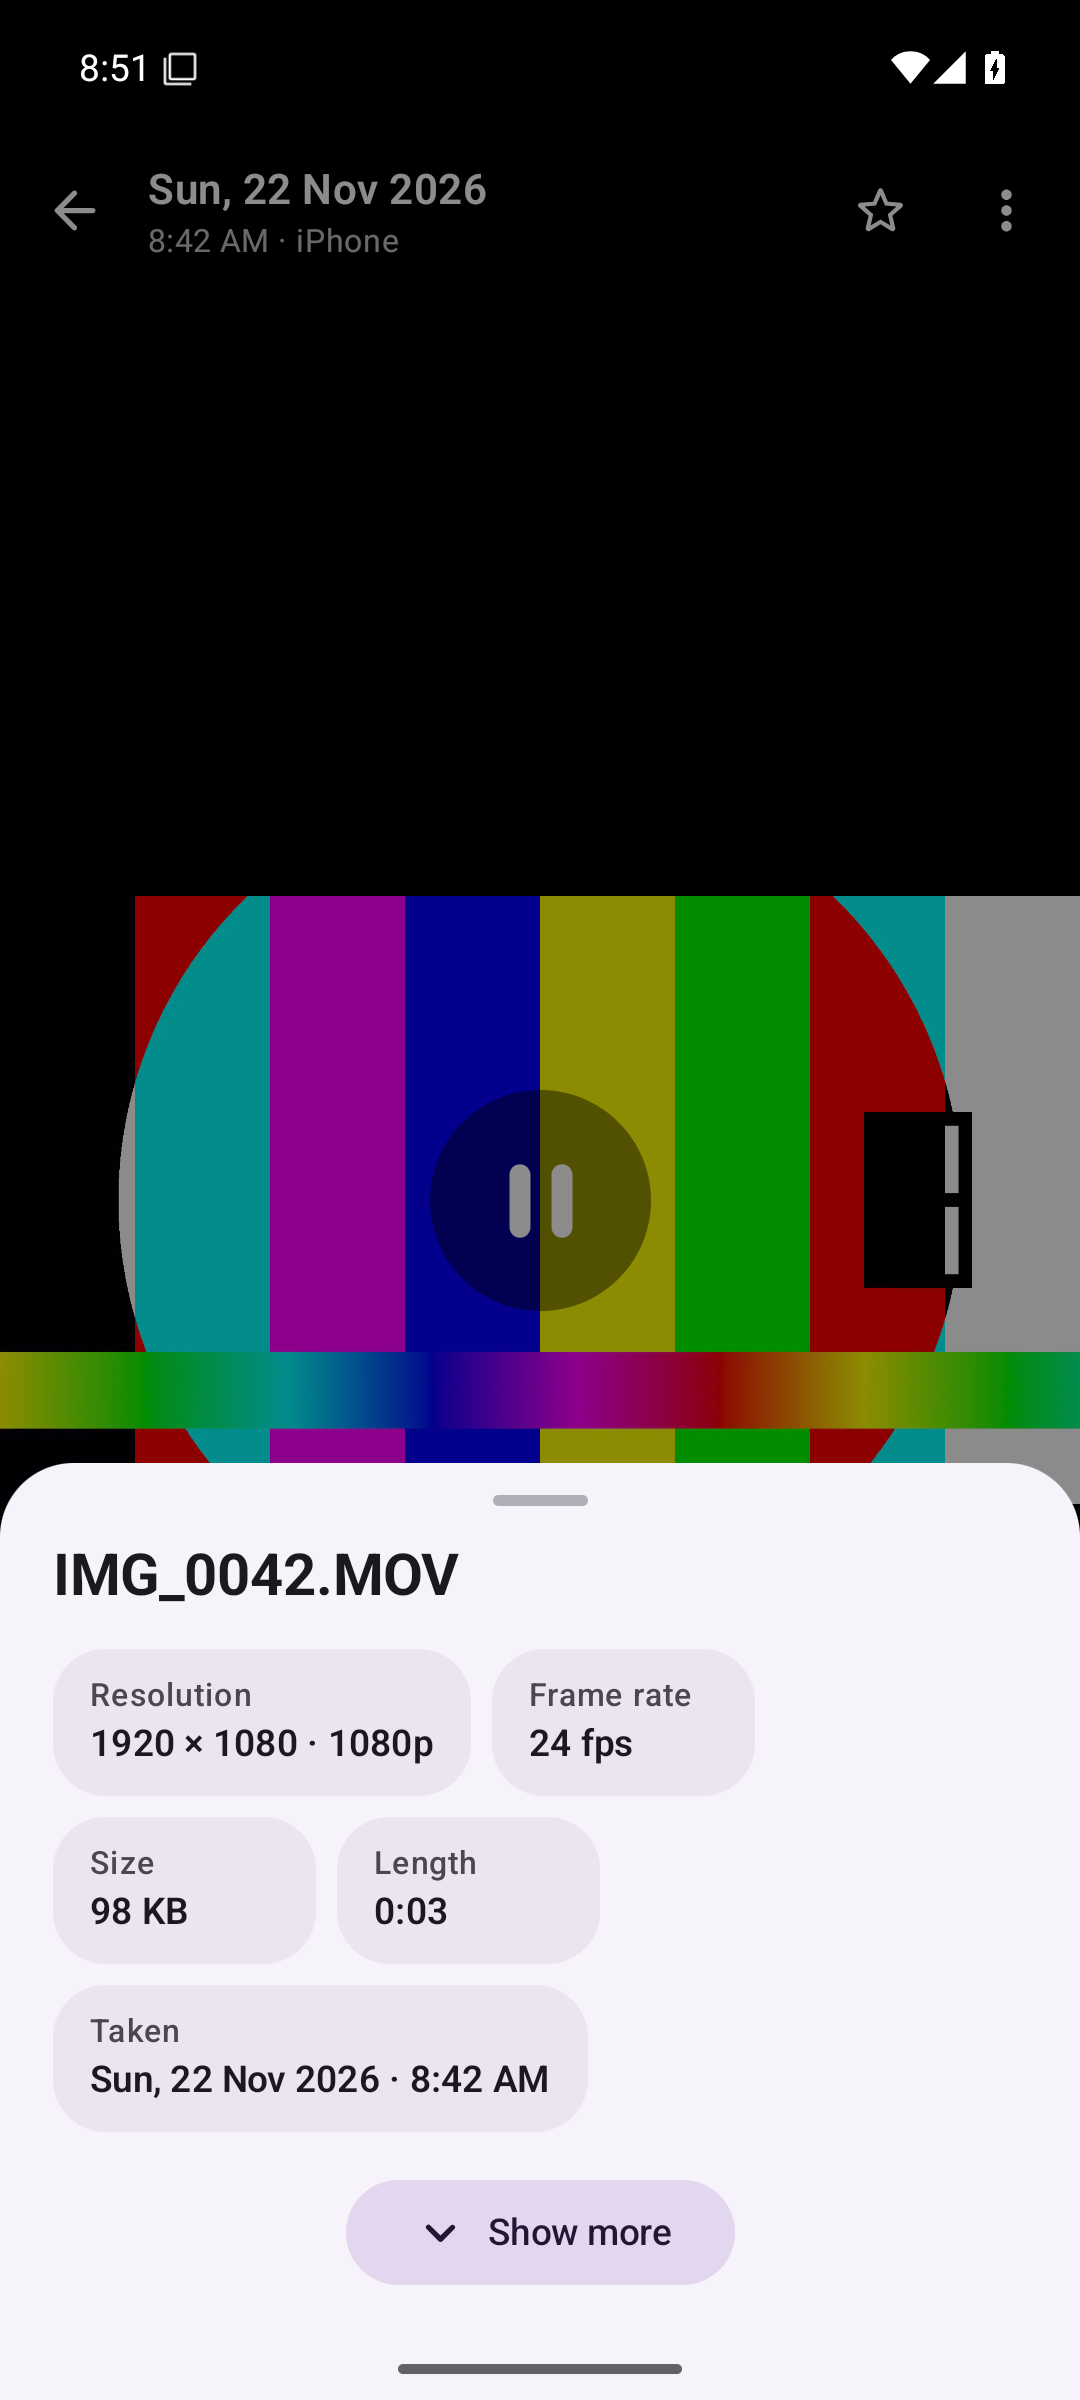 8:51
Sun, 22 Nov 2026
8:42 AM · iPhone
IMG_0042.MOV
Resolution
1920 × 1080 · 1080p
Frame rate
24 fps
Size
98 KB
Length
0:03
Taken
Sun, 22 Nov 2026 · 8:42 AM
Show more